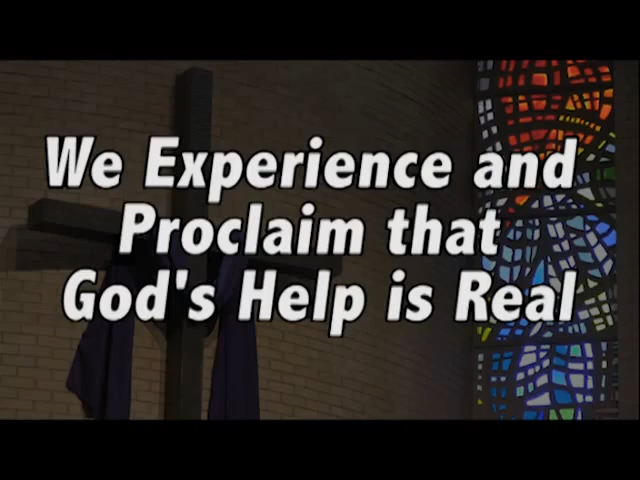 We Experience and
Proclaim that
God's Help is Real